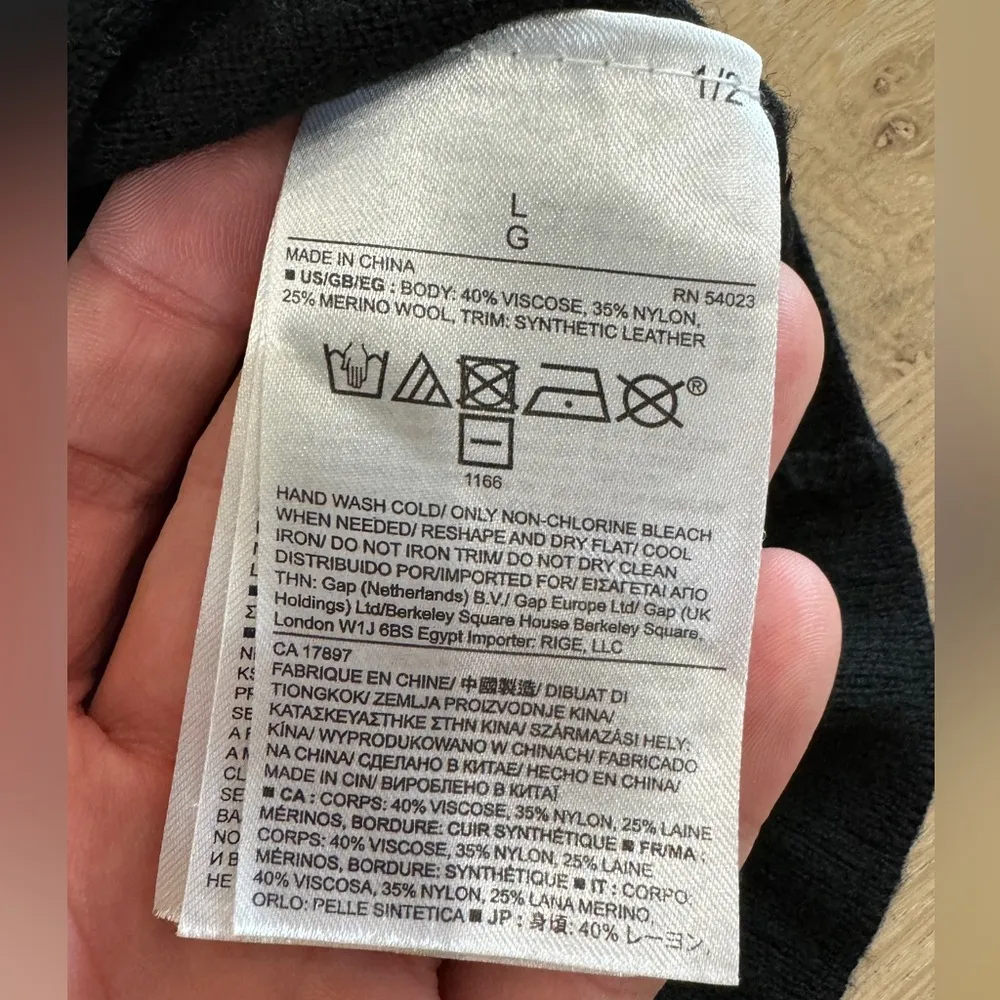 1/2
L
G
MADE IN CHINA
RN 54023
■ US/GB/EG : BODY: 40% VISCOSE, 35% NYLON,
25% MERINO WOOL, TRIM: SYNTHETIC LEATHER
®
1166
HAND WASH COLD/ ONLY NON-CHLORINE BLEACH
WHEN NEEDED/ RESHAPE AND DRY FLAT/ COOL
IRON/ DO NOT IRON TRIM/ DO NOT DRY CLEAN
DISTRIBUIDO POR/IMPORTED FOR/ ΕΙΣΑΓΕΤΑΙ ΑΠΟ
ΤΗΝ: Gap (Netherlands) B.V./ Gap Europe Ltd/ Gap (UK
Holdings) Ltd/Berkeley Square House Berkeley Square,
London W1J 6BS Egypt Importer: RIGE, LLC
CA 17897
FABRIQUE EN CHINE/ 中國製造/ DIBUAT DI
TIONGKOK/ ZEMLJA PROIZVODNJE KINA/
ΚΑΤΑΣΚΕΥΑΣΤΗΚΕ ΣΤΗΝ ΚΙΝΑ/ SZÁRMAZÁSI HELY:
KÍNA/ WYPRODUKOWANO W CHINACH/ FABRICADO
NA CHINA/ СДЕЛАНО В КИТАЕ/ HECHO EN CHINA/
MADE IN CIN/ ВИРОБЛЕНО В КИТАЇ
■ CA : CORPS: 40% VISCOSE, 35% NYLON, 25% LAINE
MÉRINOS, BORDURE: CUIR SYNTHÉTIQUE ■ FR/MA :
CORPS: 40% VISCOSE, 35% NYLON, 25% LAINE
MÉRINOS, BORDURE: SYNTHÉTIQUE ■ IT : CORPO:
40% VISCOSA, 35% NYLON, 25% LANA MERINO,
ORLO: PELLE SINTETICA ■ JP : 身頃: 40% レーヨン,